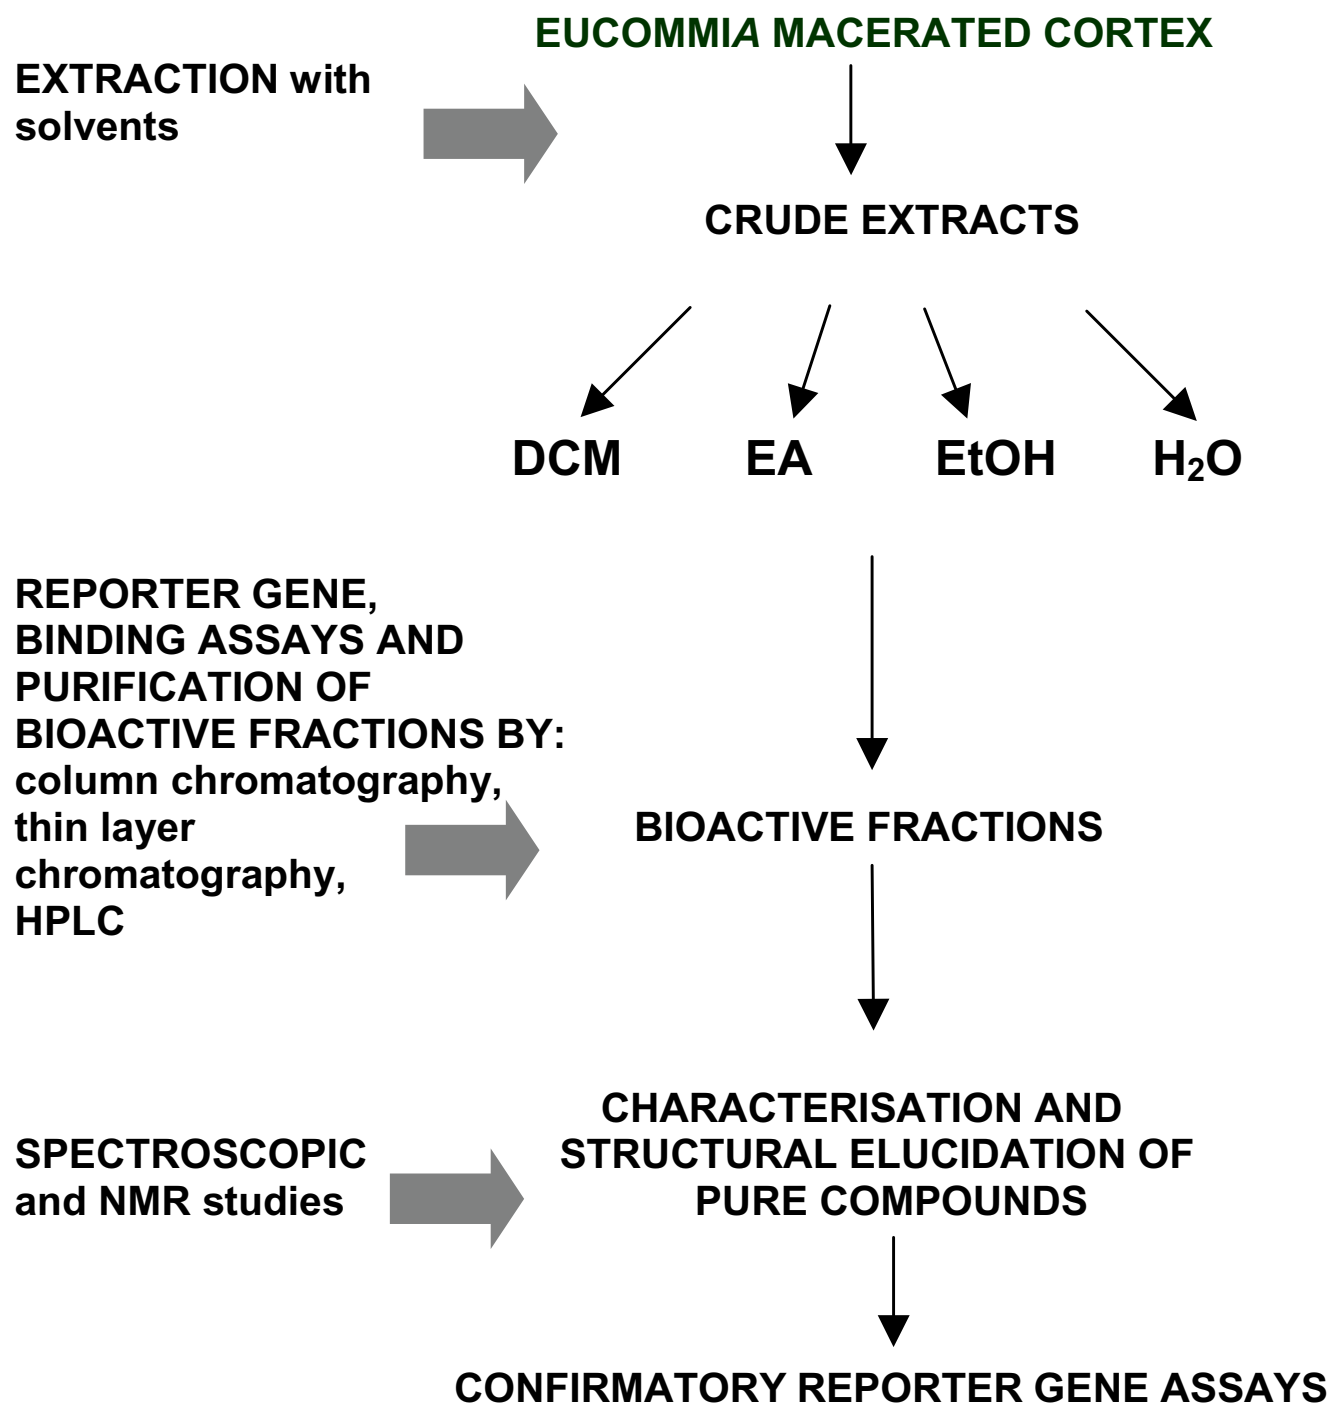 EUCOMMIA MACERATED CORTEX
EXTRACTION with
solvents
CRUDE EXTRACTS
DCM EA EtOH H₂O
REPORTER GENE,
BINDING ASSAYS AND
PURIFICATION OF
BIOACTIVE FRACTIONS BY:
column chromatography,
thin layer
chromatography,
HPLC
BIOACTIVE FRACTIONS
SPECTROSCOPIC
and NMR studies
CHARACTERISATION AND
STRUCTURAL ELUCIDATION OF
PURE COMPOUNDS
CONFIRMATORY REPORTER GENE ASSAYS